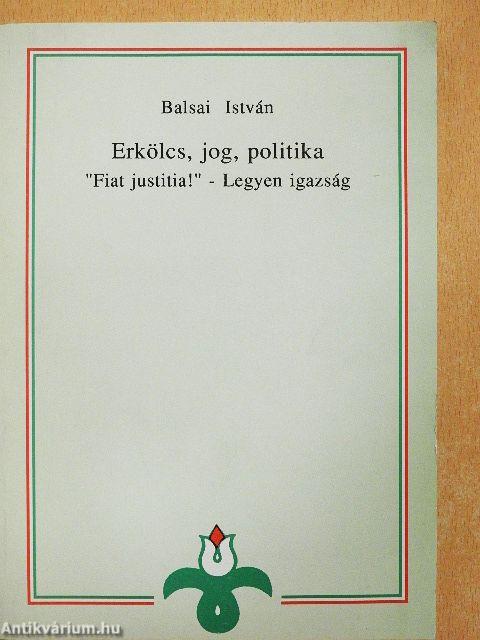 Balsai István
Erkölcs, jog, politika
"Fiat justitia!" - Legyen igazság
Antikvárium.hu